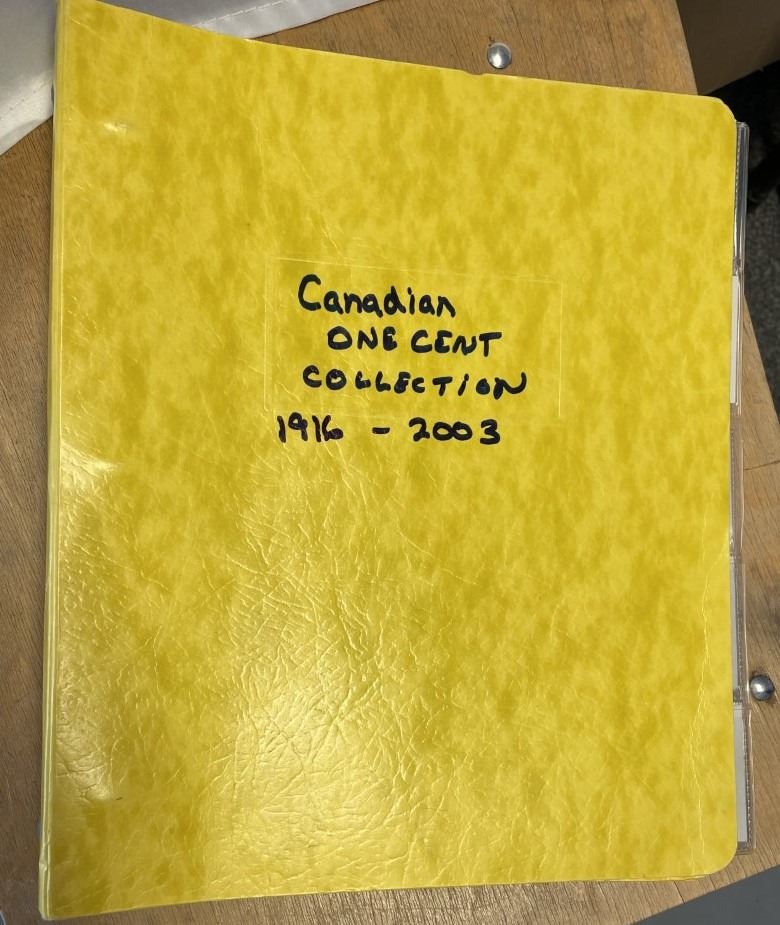 Canadian
ONE CENT
COLLECTION
1916 - 2003